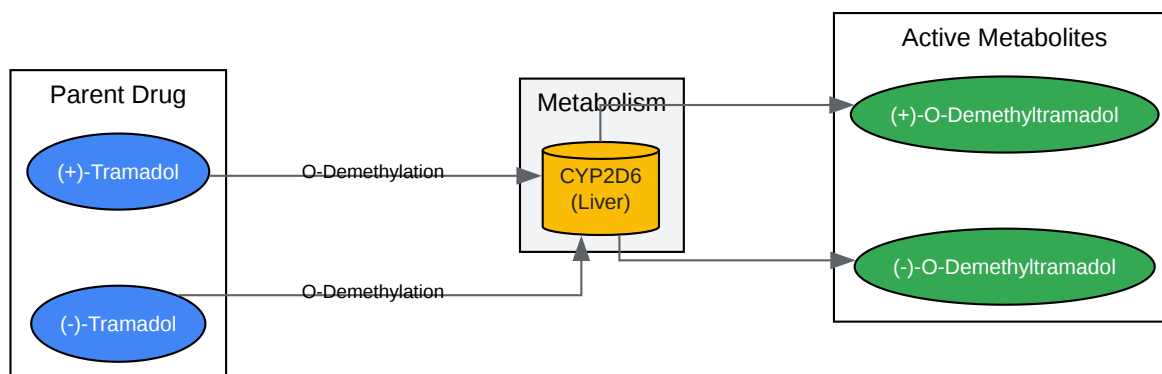 Parent Drug
(+)-Tramadol
(-)-Tramadol
O-Demethylation
O-Demethylation
Metabolism
CYP2D6
(Liver)
Active Metabolites
(+)-O-Demethyltramadol
(-)-O-Demethyltramadol